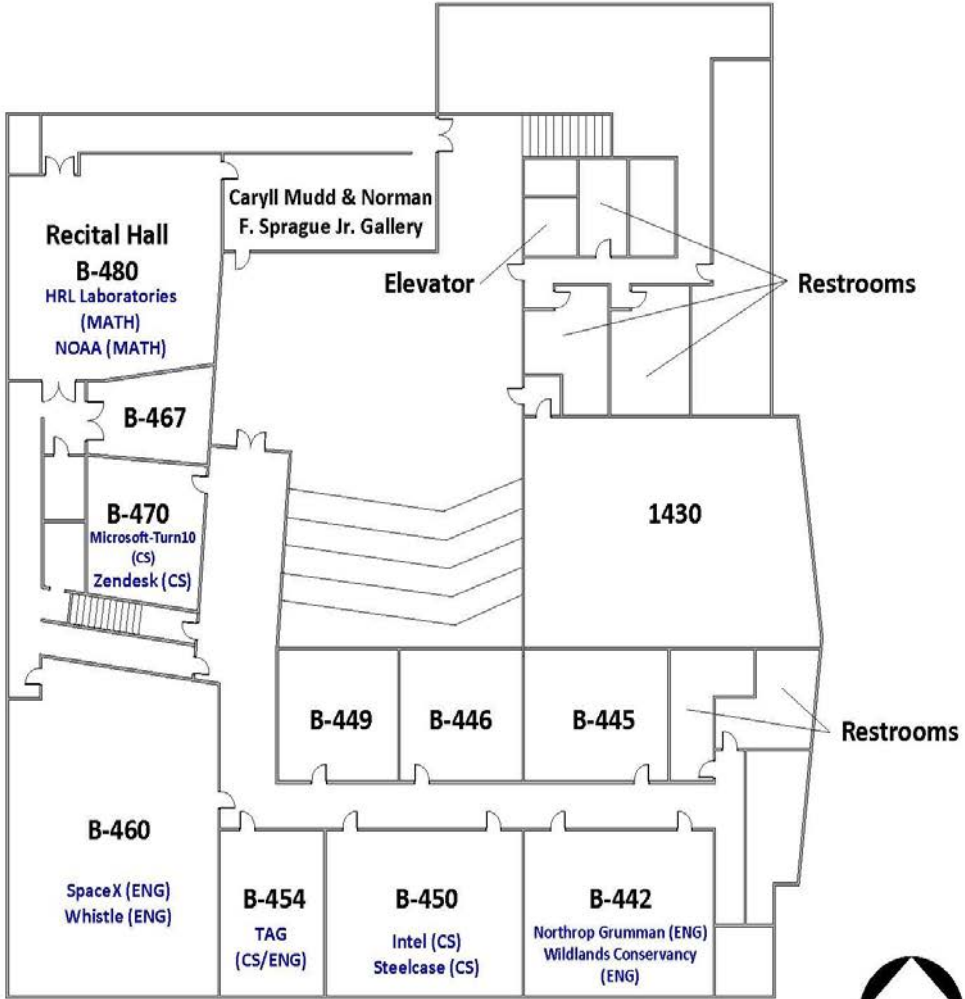 Caryll Mudd & Norman
F. Sprague Jr. Gallery
Recital Hall
B-480
HRL Laboratories
(MATH)
NOAA (MATH)
Elevator
Restrooms
B-467
B-470
Microsoft-Turn10
(CS)
Zendesk (CS)
1430
B-449
B-446
B-445
Restrooms
B-460
SpaceX (ENG)
Whistle (ENG)
B-454
TAG
(CS/ENG)
B-450
Intel (CS)
Steelcase (CS)
B-442
Northrop Grumman (ENG)
Wildlands Conservancy
(ENG)